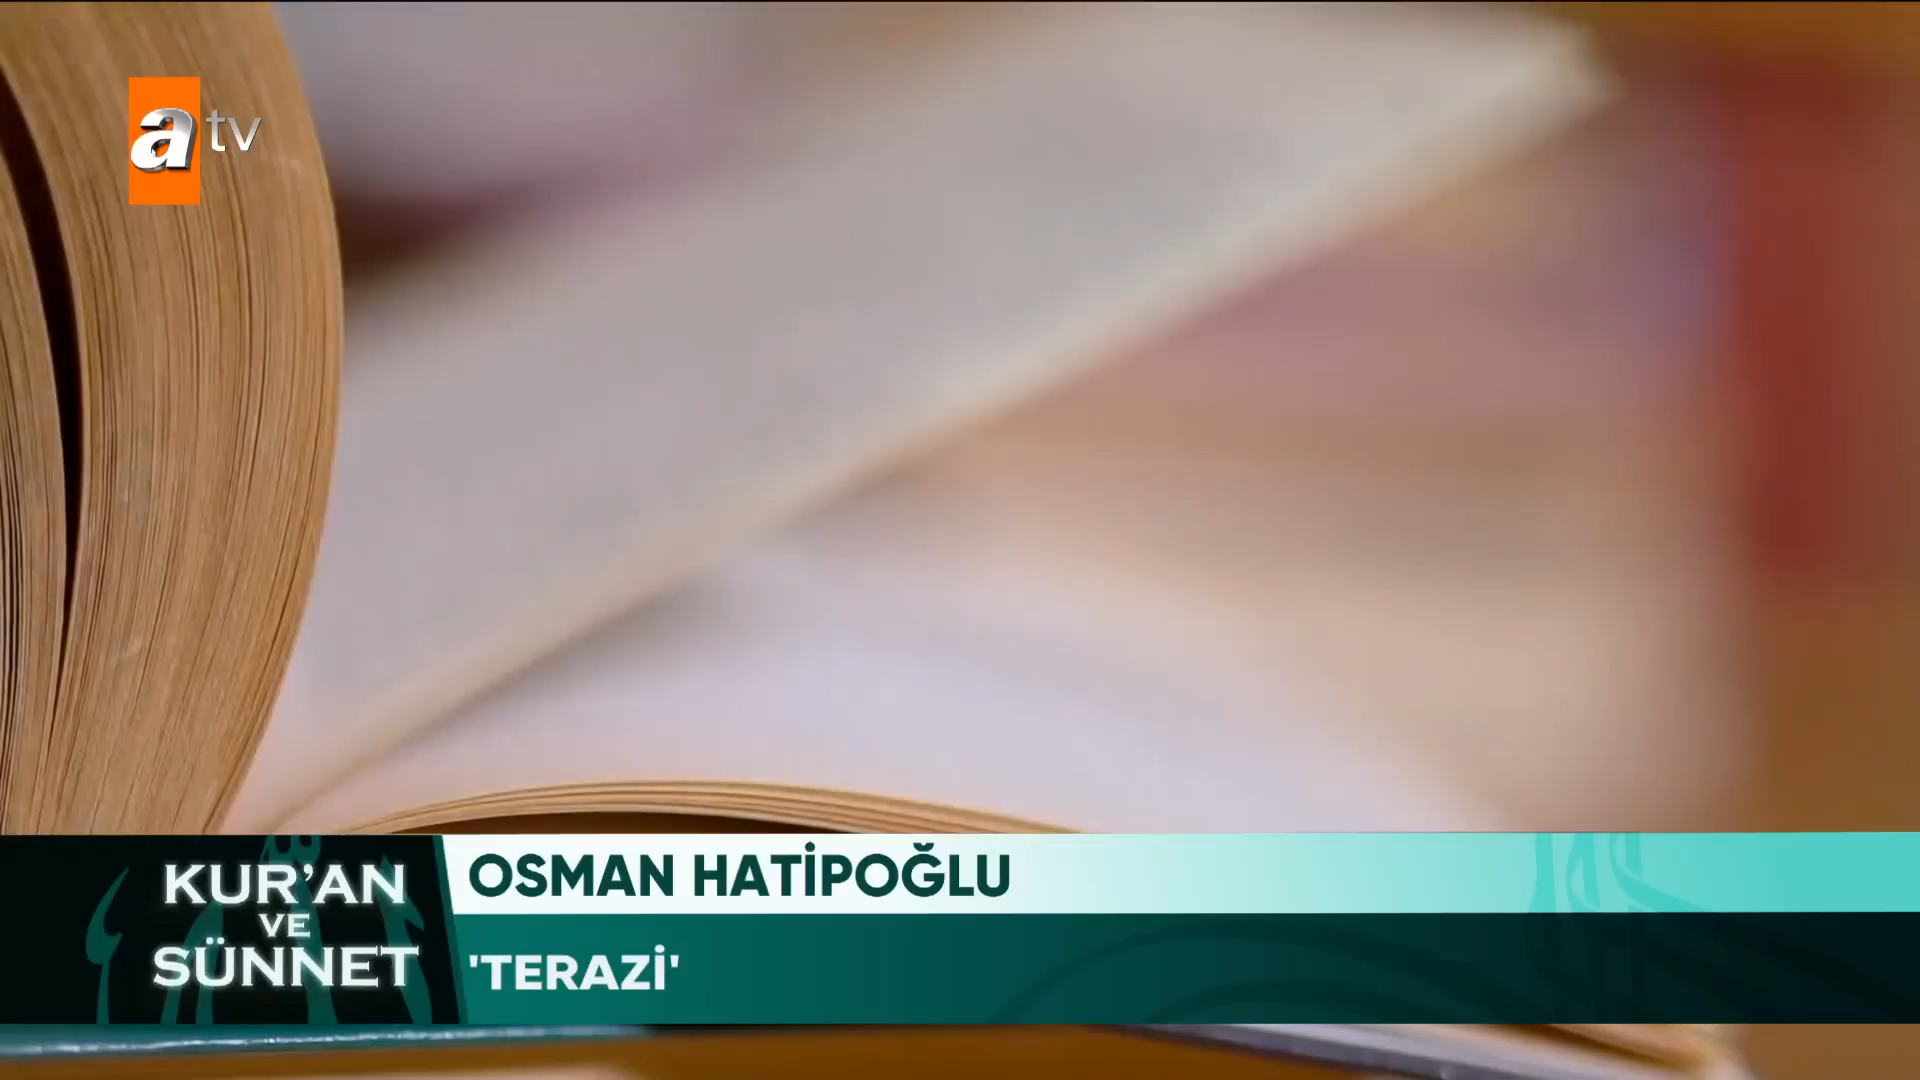 atv
OSMAN HATİPOĞLU
KUR'AN
VE
SÜNNET
'TERAZİ'